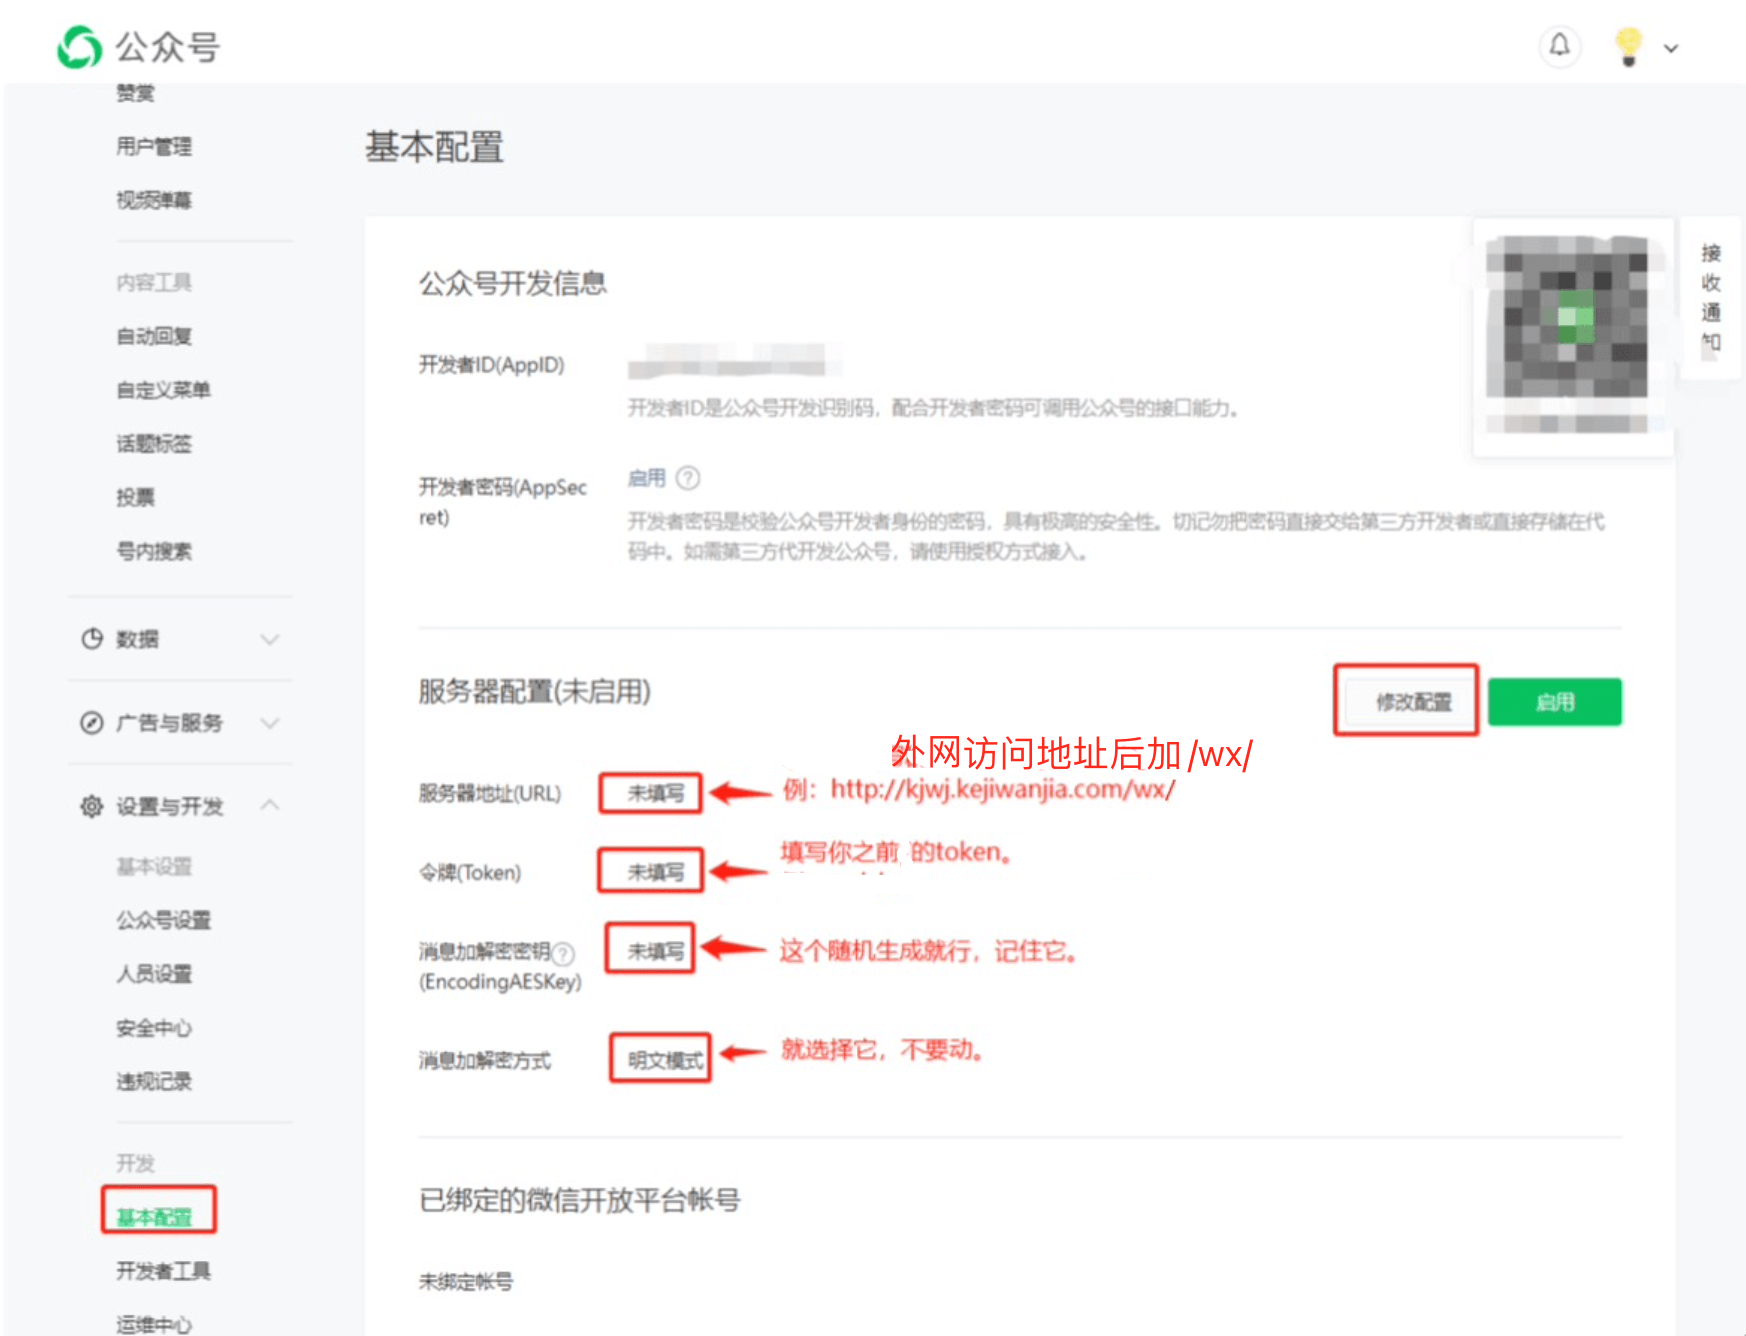 公众号
赞赏
用户管理
视频弹幕
内容工具
自动回复
自定义菜单
话题标签
投票
号内搜索
数据
广告与服务
设置与开发
基本设置
公众号设置
人员设置
安全中心
违规记录
开发
基本配置
开发者工具
运维中心
基本配置
公众号开发信息
接收通知
开发者ID(AppID)
开发者ID是公众号开发识别码，配合开发者密码可调用公众号的接口能力。
开发者密码(AppSec
ret)
启用 ?
开发者密码是校验公众号开发者身份的密码，具有极高的安全性。切记勿把密码直接交给第三方开发者或直接存储在代
码中。如需第三方代开发公众号，请使用授权方式接入。
服务器配置(未启用)
修改配置
启用
外网访问地址后加/wx/
服务器地址(URL)
未填写
例：http://kjwj.kejiwanjia.com/wx/
令牌(Token)
未填写
填写你之前 的token。
消息加解密密钥?
(EncodingAESKey)
未填写
这个随机生成就行，记住它。
消息加解密方式
明文模式
就选择它，不要动。
已绑定的微信开放平台帐号
未绑定帐号